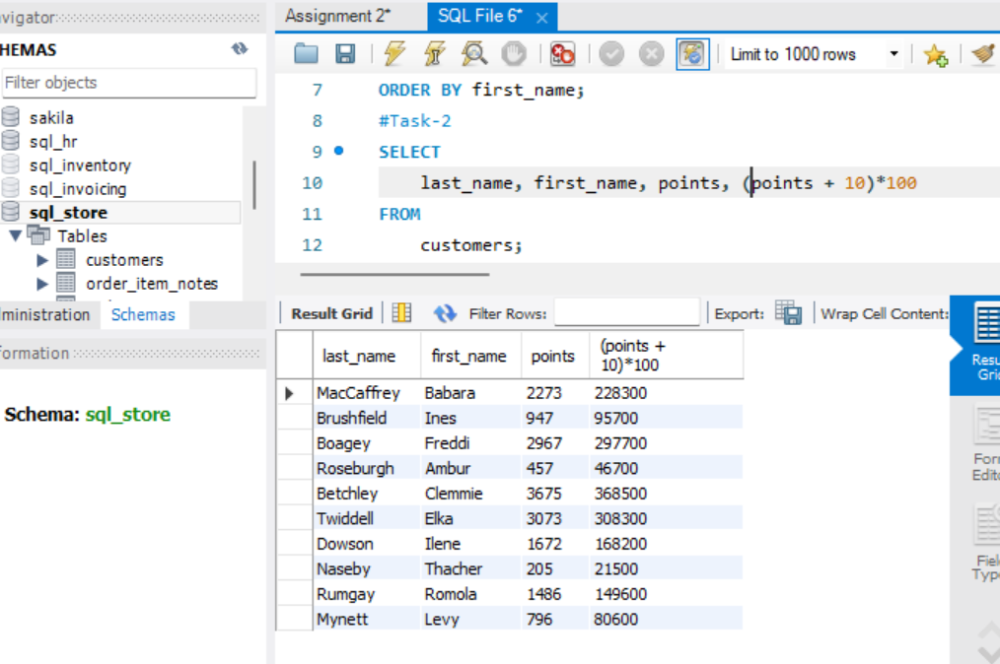 vigator
Assignment 2*
SQL File 6*
HEMAS
Filter objects
sakila
sql_hr
sql_inventory
sql_invoicing
sql_store
Tables
customers
order_item_notes
ministration
Schemas
formation
Schema: sql_store
Limit to 1000 rows
7 ORDER BY first_name;
8 #Task-2
9 SELECT
10 last_name, first_name, points, (points + 10)*100
11 FROM
12 customers;
Result Grid
Filter Rows:
Export:
Wrap Cell Content:
last_name first_name points (points +
10)*100
MacCaffrey Babara 2273 228300
Brushfield Ines 947 95700
Boagey Freddi 2967 297700
Roseburgh Ambur 457 46700
Betchley Clemmie 3675 368500
Twiddell Elka 3073 308300
Dowson Ilene 1672 168200
Naseby Thacher 205 21500
Rumgay Romola 1486 149600
Mynett Levy 796 80600
Resu
Gri
Forr
Edit
Fiel
Typ